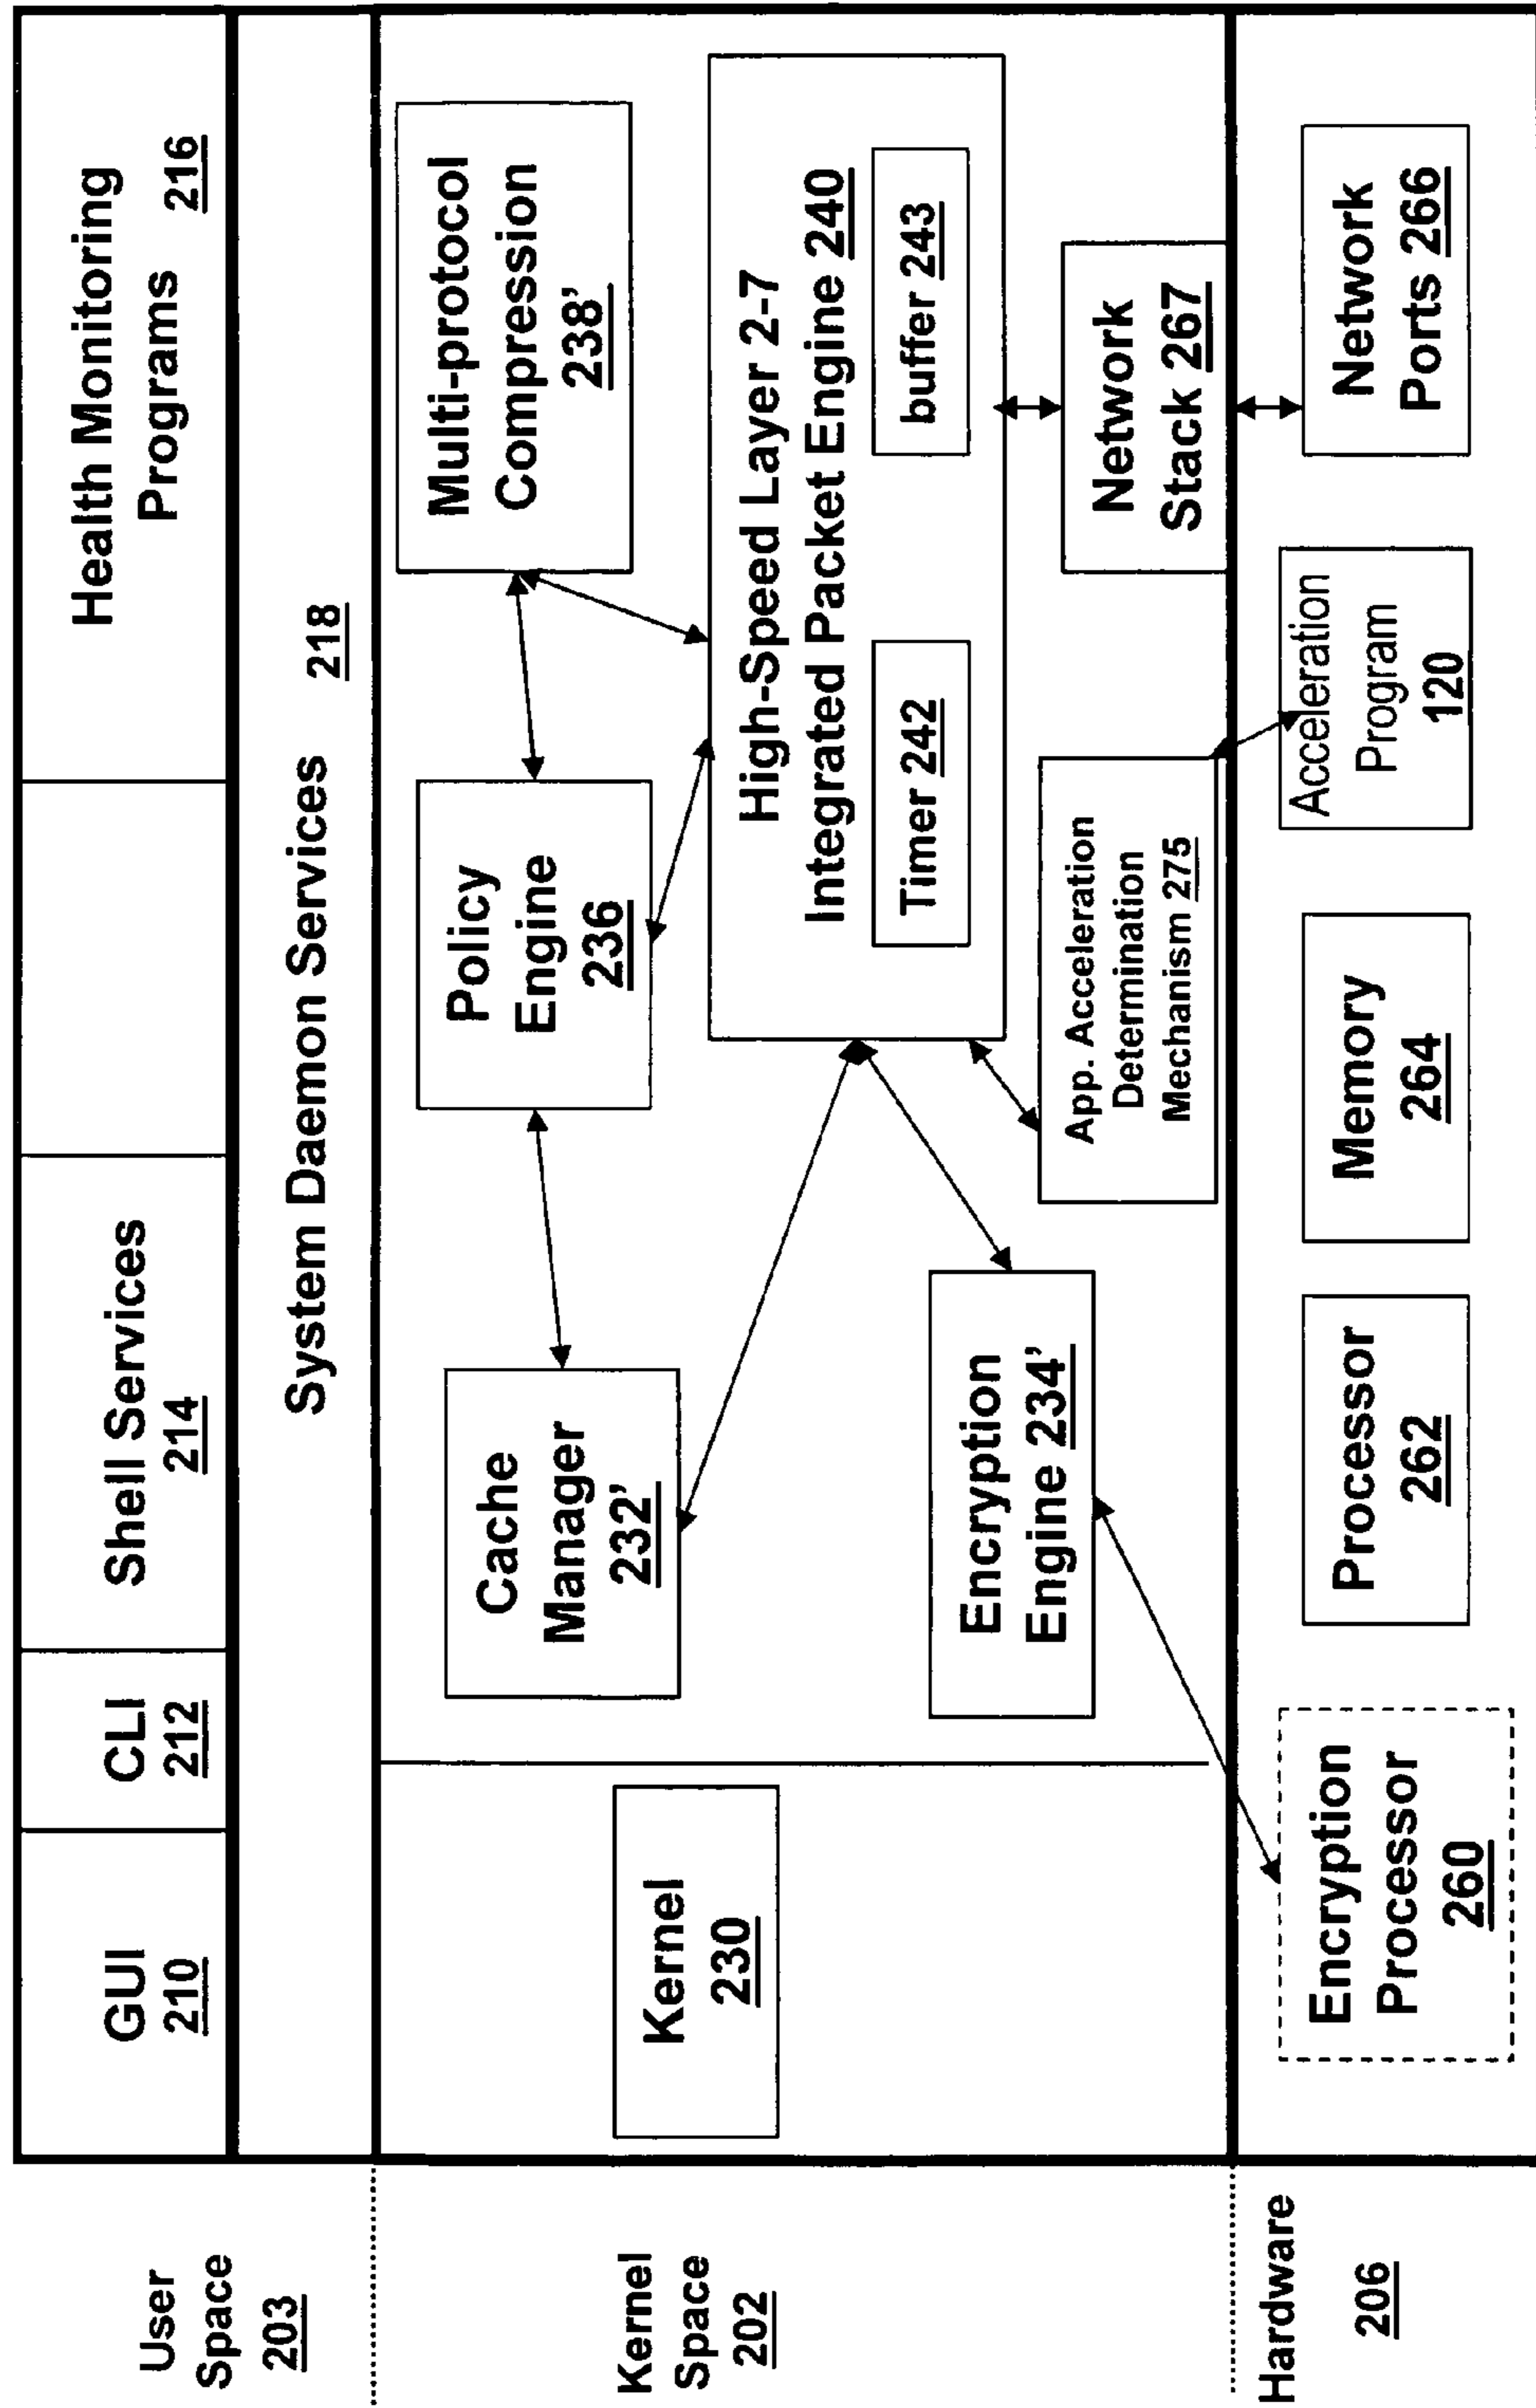 User
Space
203
GUI
210
CLI
212
Shell Services
214
Health Monitoring
Programs 216
System Daemon Services 218
Kernel
Space
202
Kernel
230
Cache
Manager
232'
Policy
Engine
236
Multi-protocol
Compression
238'
High-Speed Layer 2-7
Integrated Packet Engine 240
Timer 242
buffer 243
Encryption
Engine 234'
App. Acceleration
Determination
Mechanism 275
Network
Stack 267
Hardware
206
Encryption
Processor
260
Processor
262
Memory
264
Acceleration
Program
120
Network
Ports 266